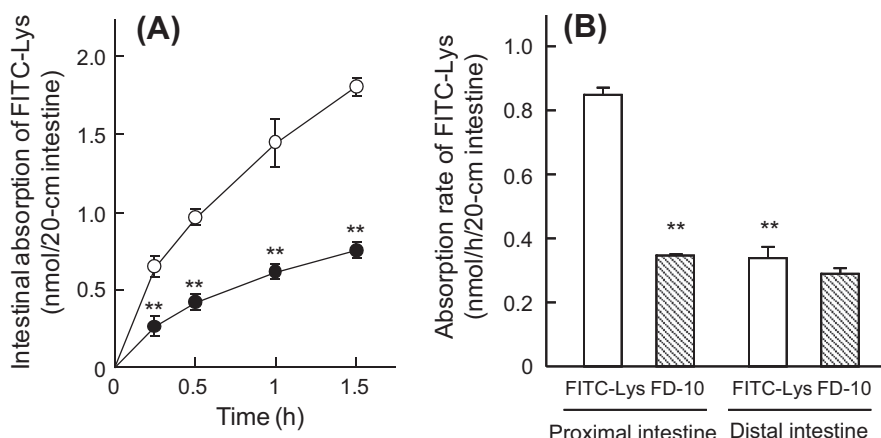 (A)
Intestinal absorption of FITC-Lys
(nmol/20-cm intestine)
2.0
1.5
1.0
0.5
0
**
**
**
**
0
0.5
1
1.5
Time (h)
(B)
Absorption rate of FITC-Lys
(nmol/h/20-cm intestine)
1.0
0.8
0.6
0.4
0.2
0
**
**
FITC-Lys FD-10
FITC-Lys FD-10
Proximal intestine
Distal intestine